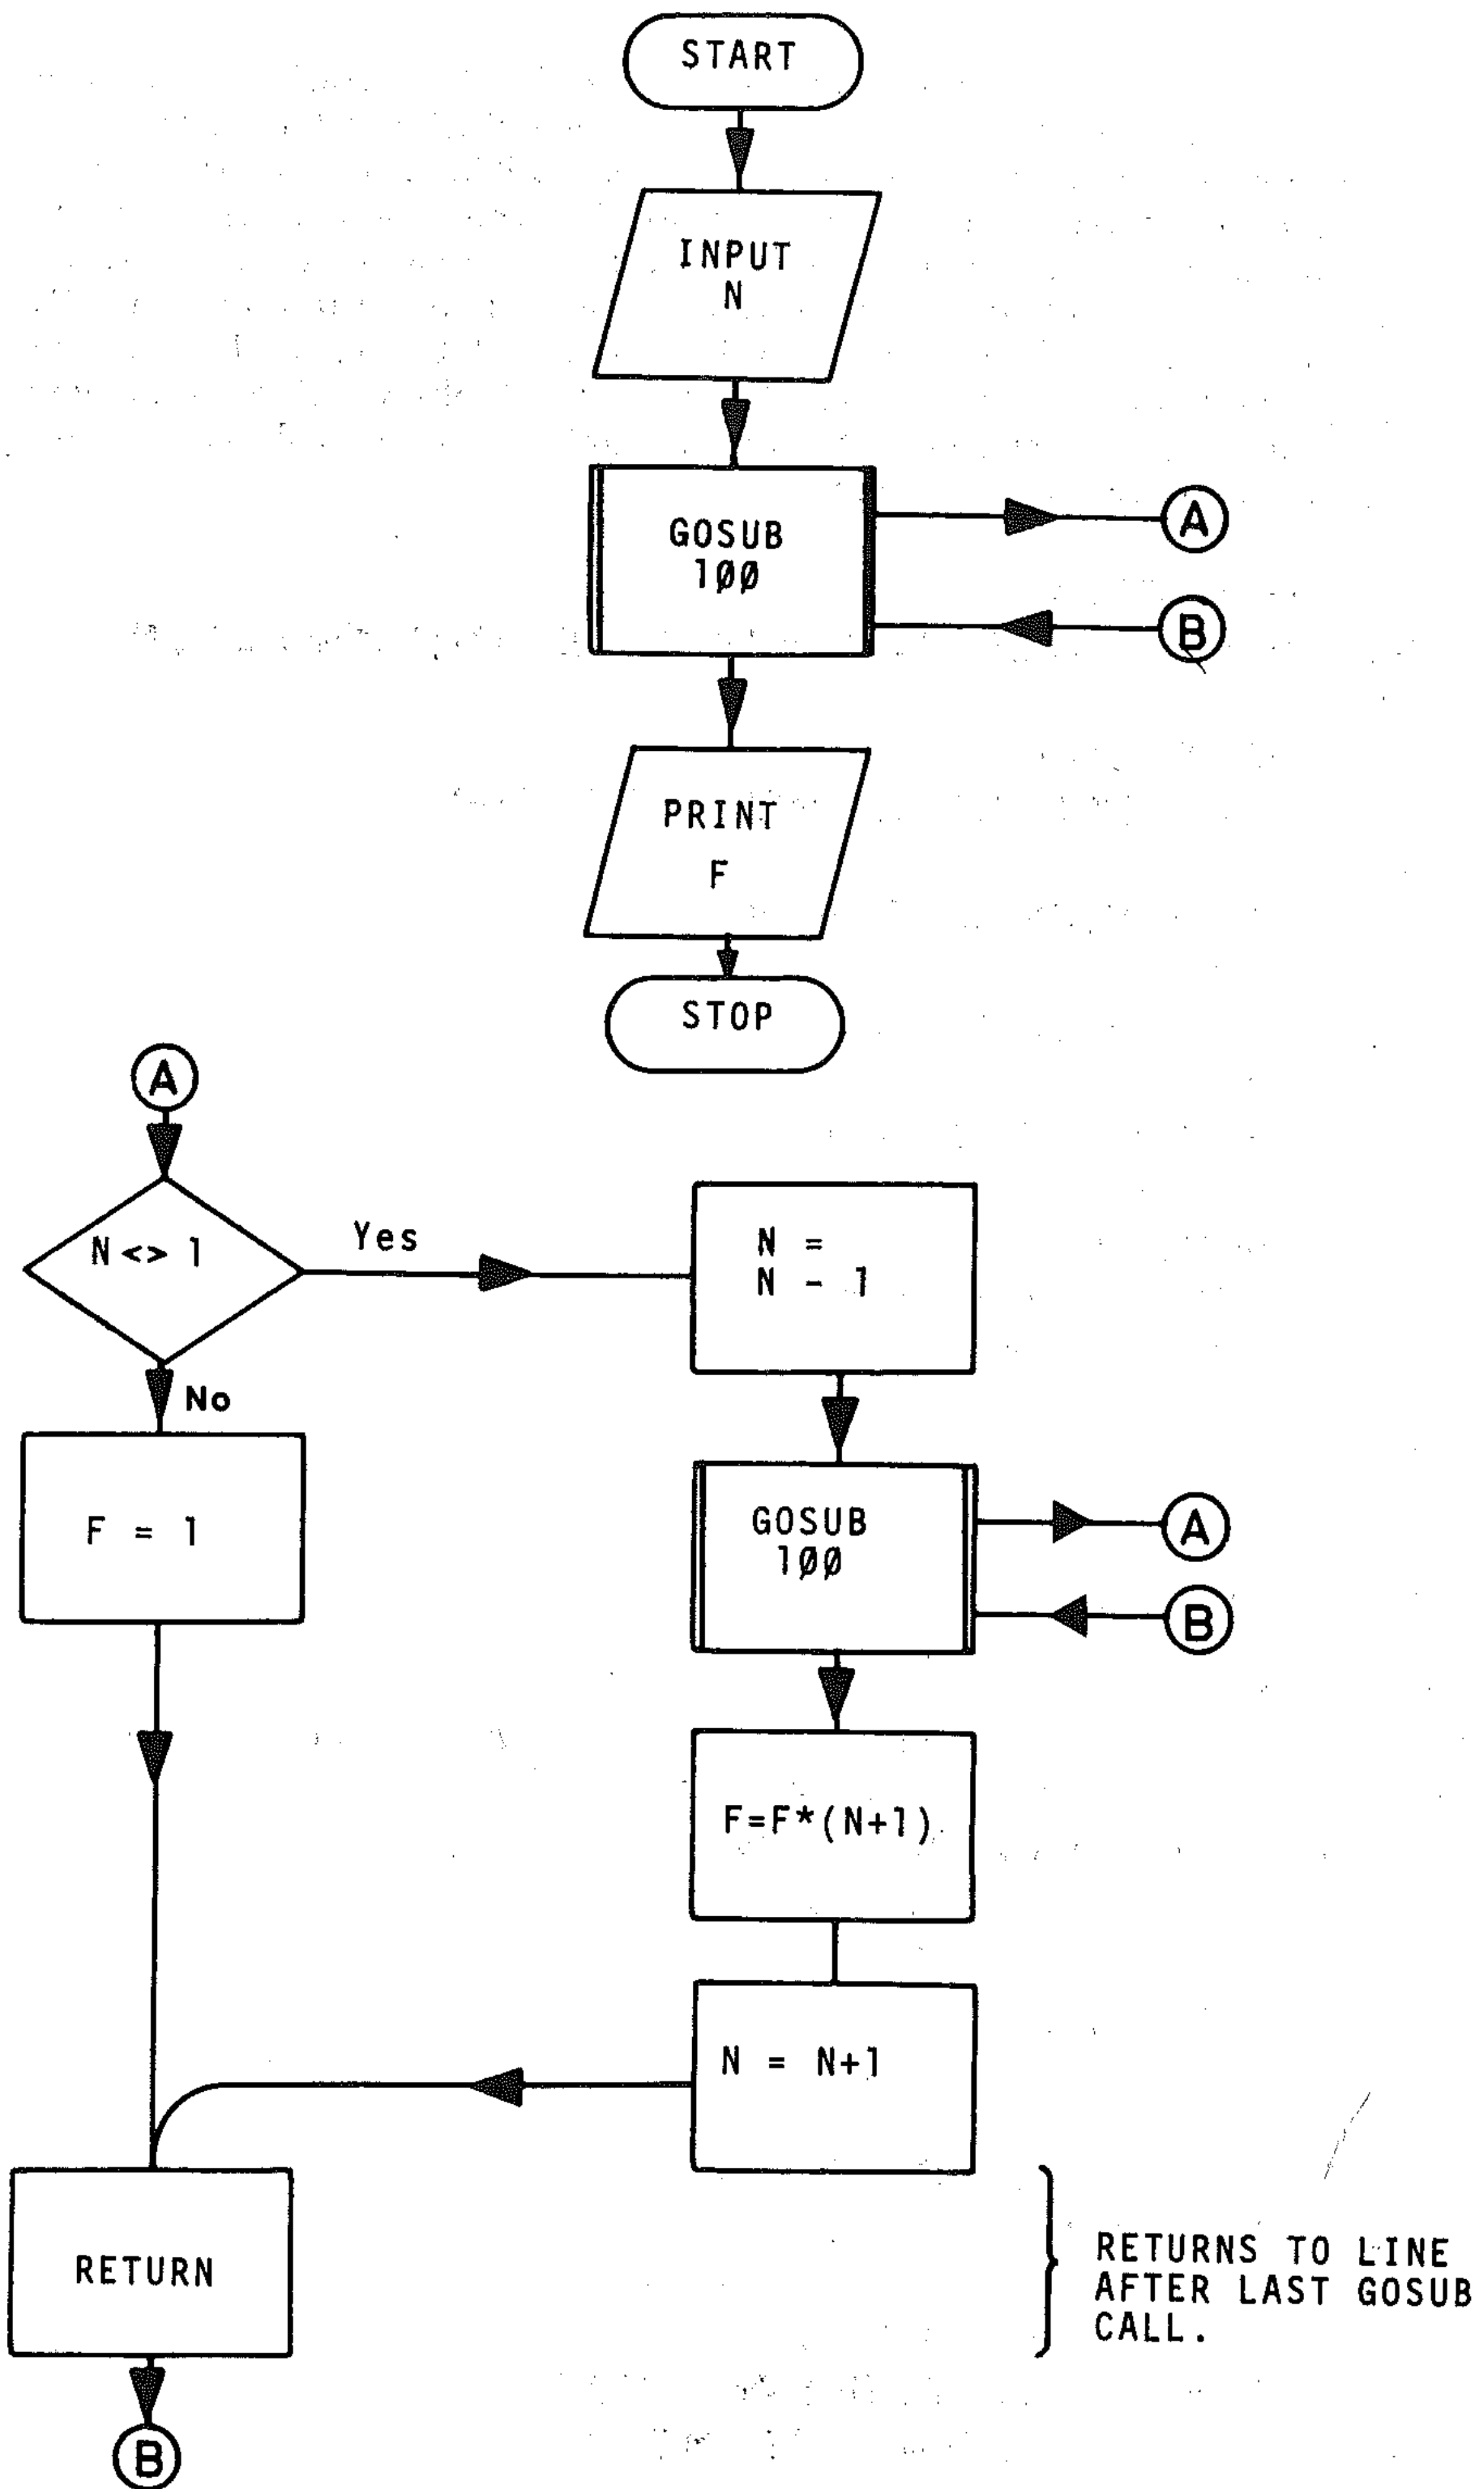 START
INPUT
N
GOSUB
1ØØ
A
B
PRINT
F
STOP
A
N <> 1
Yes
No
N =
N - 1
F = 1
GOSUB
1ØØ
A
B
F=F*(N+1)
N = N+1
RETURN
RETURNS TO LINE
AFTER LAST GOSUB
CALL.
B